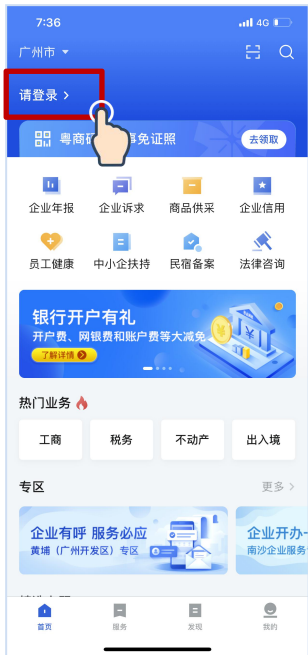 7:36 4G
广州市
请登录 >
粤商码 事免证照 去领取
企业年报 企业诉求 商品供采 企业信用
员工健康 中小企扶持 民宿备案 法律咨询
银行开户有礼
开户费、网银费和账户费等大减免
了解详情
热门业务
工商 税务 不动产 出入境
专区 更多 >
企业有呼 服务必应 企业开办一
黄埔（广州开发区）专区 南沙企业服务
首页 服务 发现 我的